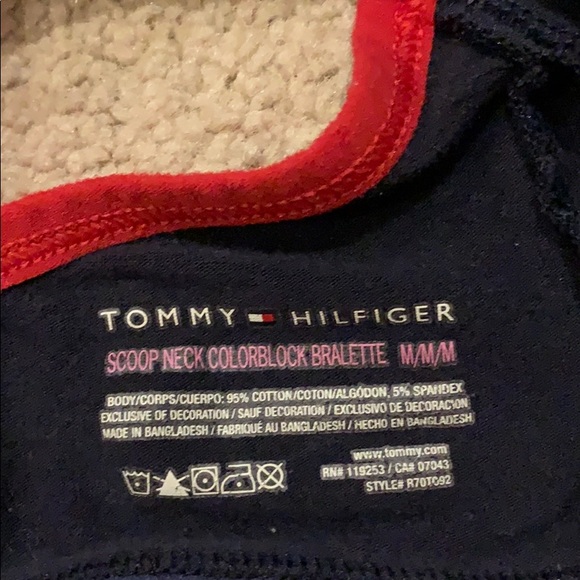 TOMMY HILFIGER
SCOOP NECK COLORBLOCK BRALETTE M/M/M
BODY/CORPS/CUERPO: 95% COTTON/COTON/ALGÓDON, 5% SPANDEX
EXCLUSIVE OF DECORATION / SAUF DECORATION / EXCLUSIVO DE DECORACION
MADE IN BANGLADESH / FABRIQUÉ AU BANGLADESH / HECHO EN BANGLADESH
www.tommy.com
RN# 119253 / CA# 07043
STYLE# R70TC92